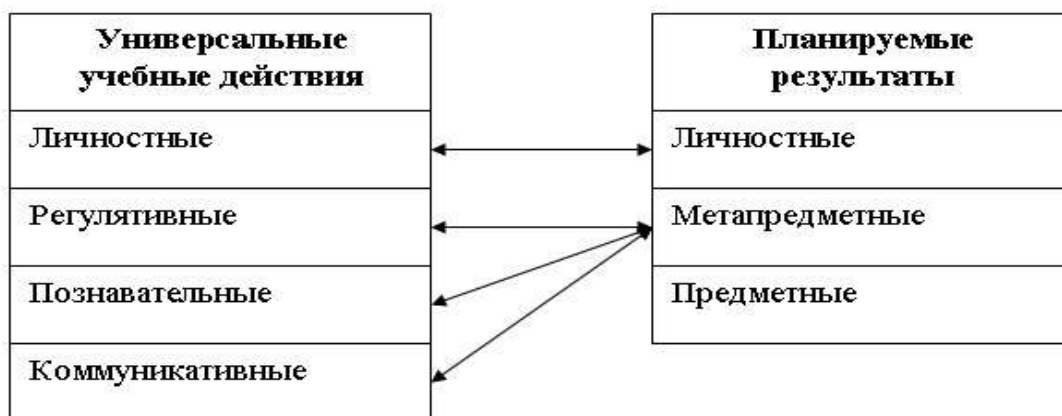 Универсальные
учебные действия
Личностные
Регулятивные
Познавательные
Коммуникативные
Планируемые
результаты
Личностные
Метапредметные
Предметные